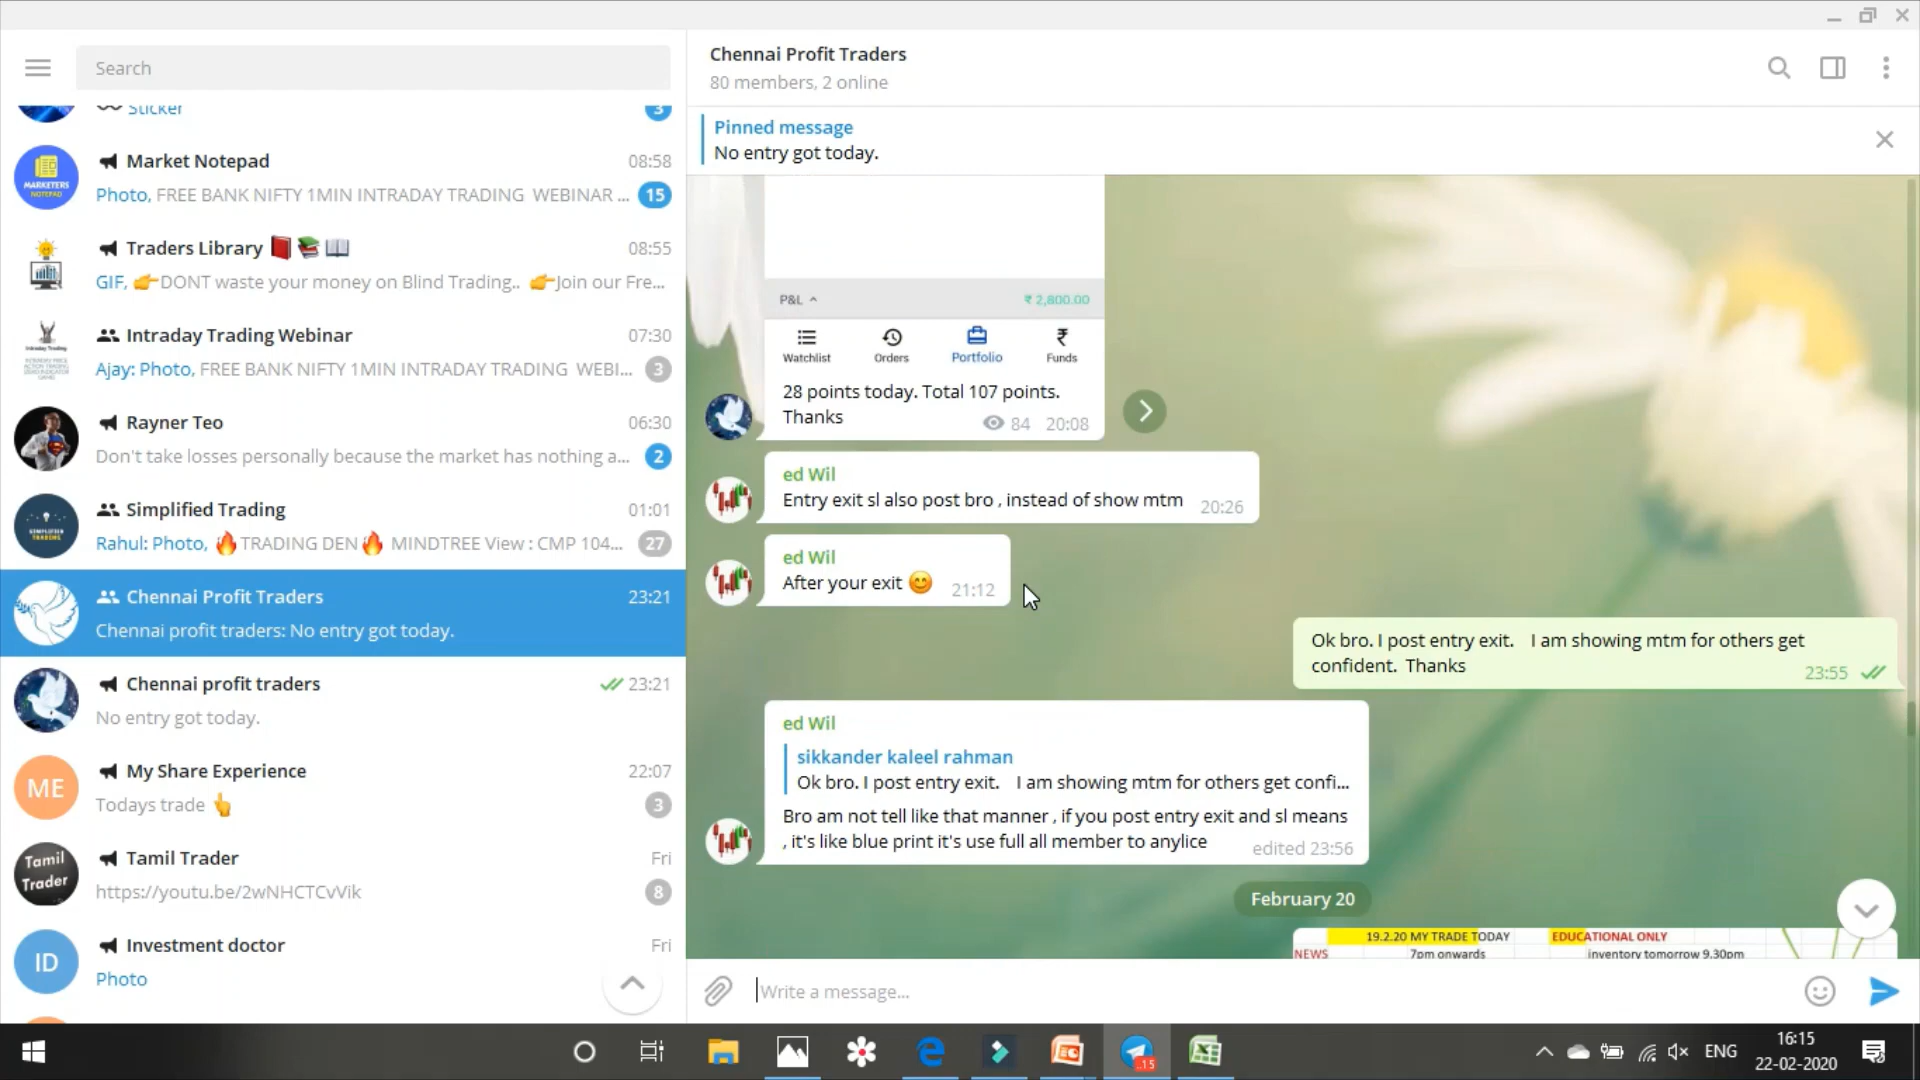 Search
Sticker
3
Market Notepad 08:58
Photo, FREE BANK NIFTY 1MIN INTRADAY TRADING WEBINAR ... 15
MARKETERS
NOTEPAD
Traders Library 08:55
GIF, DONT waste your money on Blind Trading.. Join our Fre...
Intraday Trading Webinar 07:30
Ajay: Photo, FREE BANK NIFTY 1MIN INTRADAY TRADING WEBI... 3
Rayner Teo 06:30
Don't take losses personally because the market has nothing a... 2
Simplified Trading 01:01
Rahul: Photo, TRADING DEN MINDTREE View : CMP 104... 27
Chennai Profit Traders 23:21
Chennai profit traders: No entry got today.
Chennai profit traders 23:21
No entry got today.
ME
My Share Experience 22:07
Todays trade 3
Tamil
Trader
Tamil Trader Fri
https://youtu.be/2wNHCTCvVik 8
ID
Investment doctor Fri
Photo
Chennai Profit Traders
80 members, 2 online
Pinned message
No entry got today.
P&L ₹ 2,800.00
Watchlist Orders Portfolio Funds
28 points today. Total 107 points.
Thanks 84 20:08
ed Wil
Entry exit sl also post bro , instead of show mtm 20:26
ed Wil
After your exit 😊 21:12
Ok bro. I post entry exit. I am showing mtm for others get
confident. Thanks 23:55
ed Wil
sikkander kaleel rahman
Ok bro. I post entry exit. I am showing mtm for others get confi...
Bro am not tell like that manner , if you post entry exit and sl means
, it's like blue print it's use full all member to anylice edited 23:56
February 20
19.2.20 MY TRADE TODAY EDUCATIONAL ONLY
NEWS 7pm onwards inventory tomorrow 9.30pm
Write a message...
..15
ENG
16:15
22-02-2020